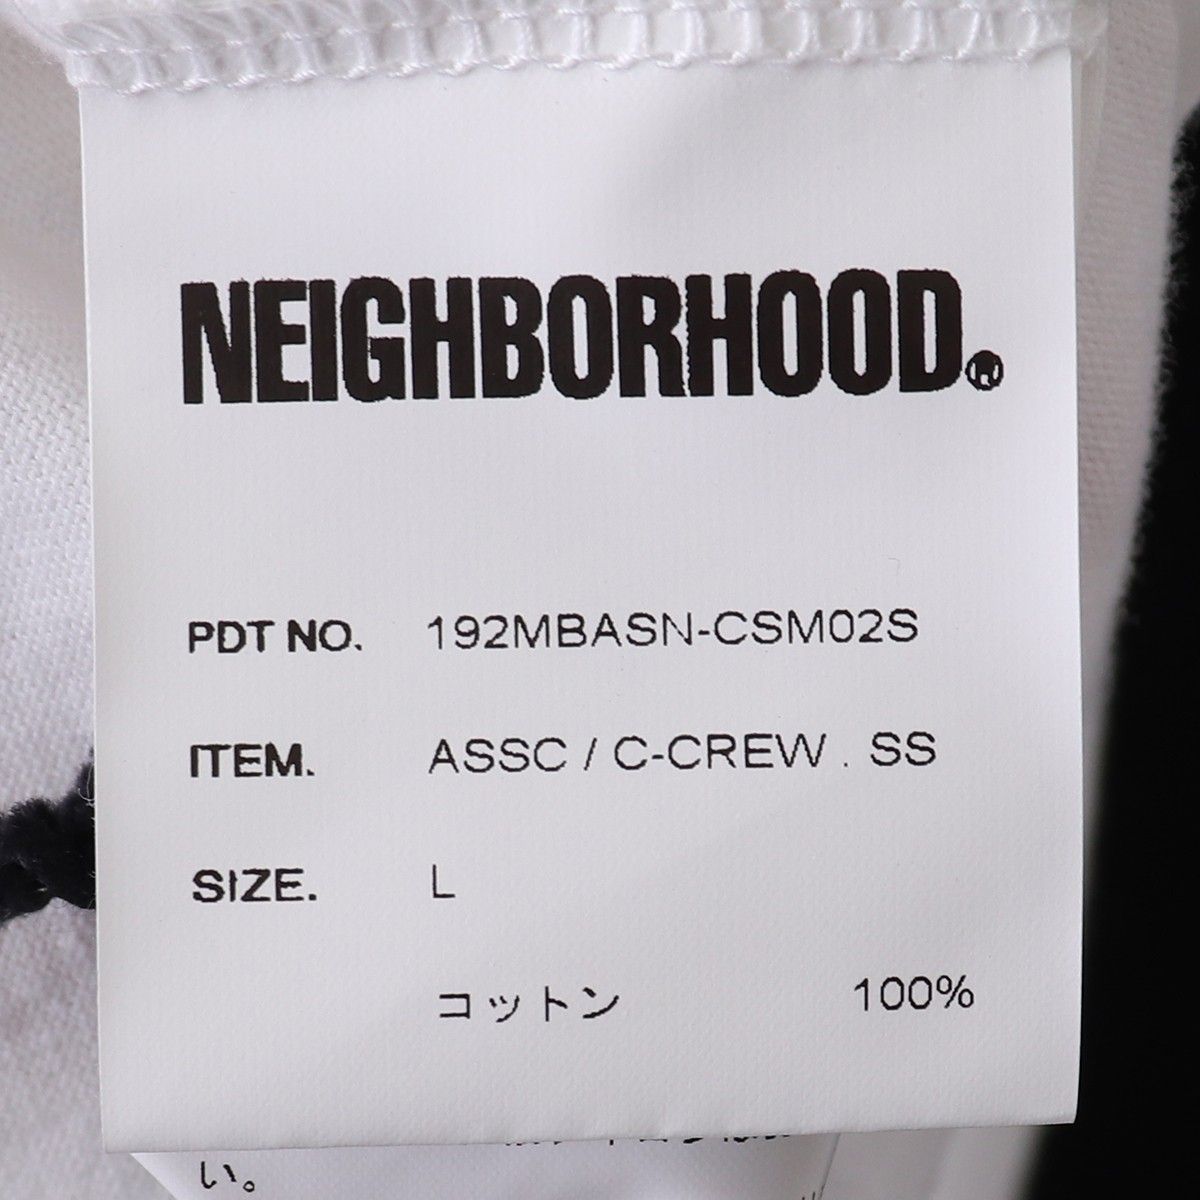 NEIGHBORHOOD®
PDT NO. 192MBASN-CSM02S
ITEM. ASSC / C-CREW . SS
SIZE. L
コットン 100%
い。